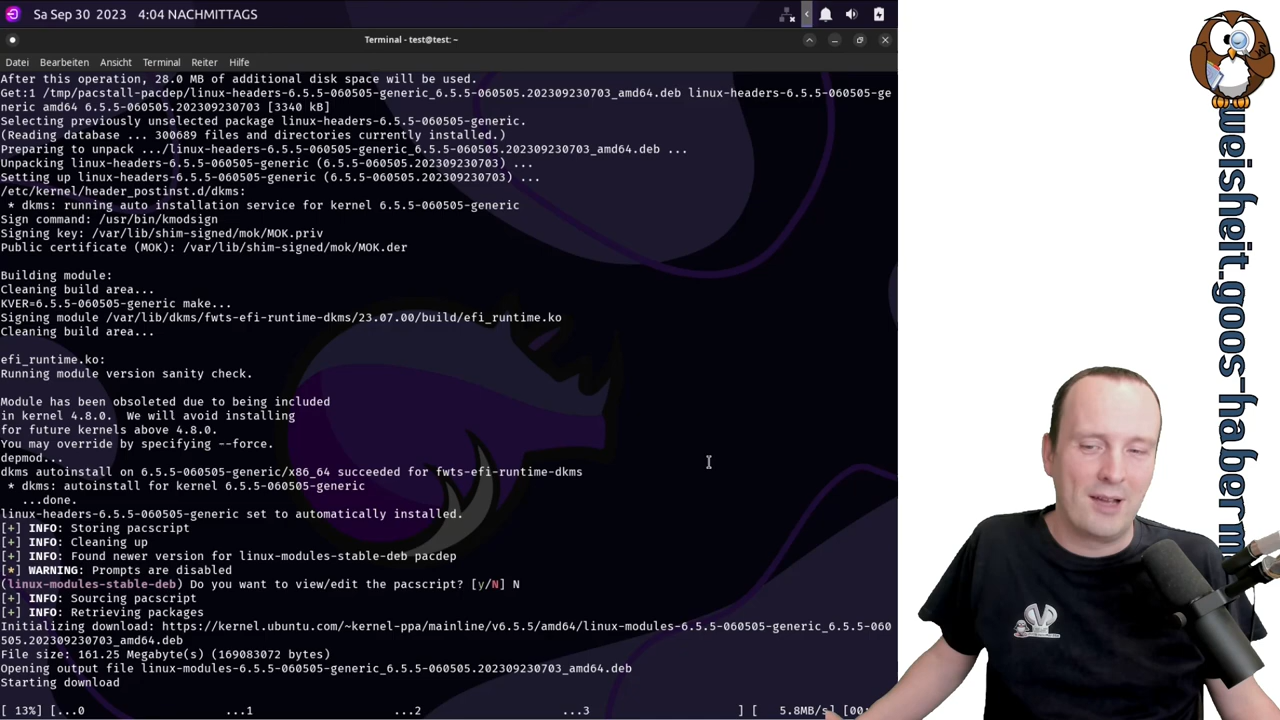 Sa Sep 30 2023 4:04 NACHMITTAGS
Terminal - test@test: ~
Datei Bearbeiten Ansicht Terminal Reiter Hilfe
After this operation, 28.0 MB of additional disk space will be used.
Get:1 /tmp/pacstall-pacdep/linux-headers-6.5.5-060505-generic_6.5.5-060505.202309230703_amd64.deb linux-headers-6.5.5-060505-ge
neric amd64 6.5.5-060505.202309230703 [3340 kB]
Selecting previously unselected package linux-headers-6.5.5-060505-generic.
(Reading database ... 300689 files and directories currently installed.)
Preparing to unpack .../linux-headers-6.5.5-060505-generic_6.5.5-060505.202309230703_amd64.deb ...
Unpacking linux-headers-6.5.5-060505-generic (6.5.5-060505.202309230703) ...
Setting up linux-headers-6.5.5-060505-generic (6.5.5-060505.202309230703) ...
/etc/kernel/header_postinst.d/dkms:
* dkms: running auto installation service for kernel 6.5.5-060505-generic
Sign command: /usr/bin/kmodsign
Signing key: /var/lib/shim-signed/mok/MOK.priv
Public certificate (MOK): /var/lib/shim-signed/mok/MOK.der
Building module:
Cleaning build area...
KVER=6.5.5-060505-generic make...
Signing module /var/lib/dkms/fwts-efi-runtime-dkms/23.07.00/build/efi_runtime.ko
Cleaning build area...
efi_runtime.ko:
Running module version sanity check.
Module has been obsoleted due to being included
in kernel 4.8.0.  We will avoid installing
for future kernels above 4.8.0.
You may override by specifying --force.
depmod...
dkms autoinstall on 6.5.5-060505-generic/x86_64 succeeded for fwts-efi-runtime-dkms
* dkms: autoinstall for kernel 6.5.5-060505-generic
...done.
linux-headers-6.5.5-060505-generic set to automatically installed.
[+] INFO: Storing pacscript
[+] INFO: Cleaning up
[+] INFO: Found newer version for linux-modules-stable-deb pacdep
[*] WARNING: Prompts are disabled
(linux-modules-stable-deb) Do you want to view/edit the pacscript? [y/N] N
[+] INFO: Sourcing pacscript
[+] INFO: Retrieving packages
Initializing download: https://kernel.ubuntu.com/~kernel-ppa/mainline/v6.5.5/amd64/linux-modules-6.5.5-060505-generic_6.5.5-060
505.202309230703_amd64.deb
File size: 161.25 Megabyte(s) (169083072 bytes)
Opening output file linux-modules-6.5.5-060505-generic_6.5.5-060505.202309230703_amd64.deb
Starting download
[ 13%] [...0 ...1 ...2 ...3 ] [ 5.8MB/s] [00:
weisheit.goos-haberm